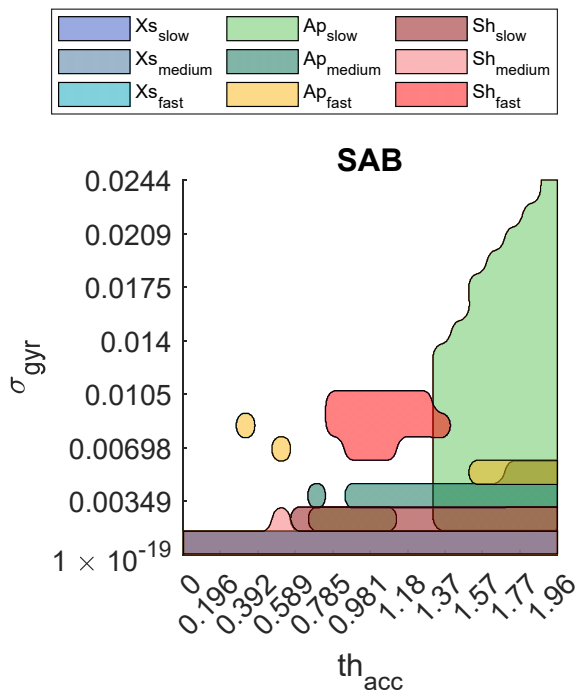 Xs_slow Ap_slow Sh_slow
Xs_medium Ap_medium Sh_medium
Xs_fast Ap_fast Sh_fast
SAB
0.0244
0.0209
0.0175
0.014
0.0105
0.00698
0.00349
1 × 10^-19
σ_gyr
0 0.196 0.392 0.589 0.785 0.981 1.18 1.37 1.57 1.77 1.96
th_acc